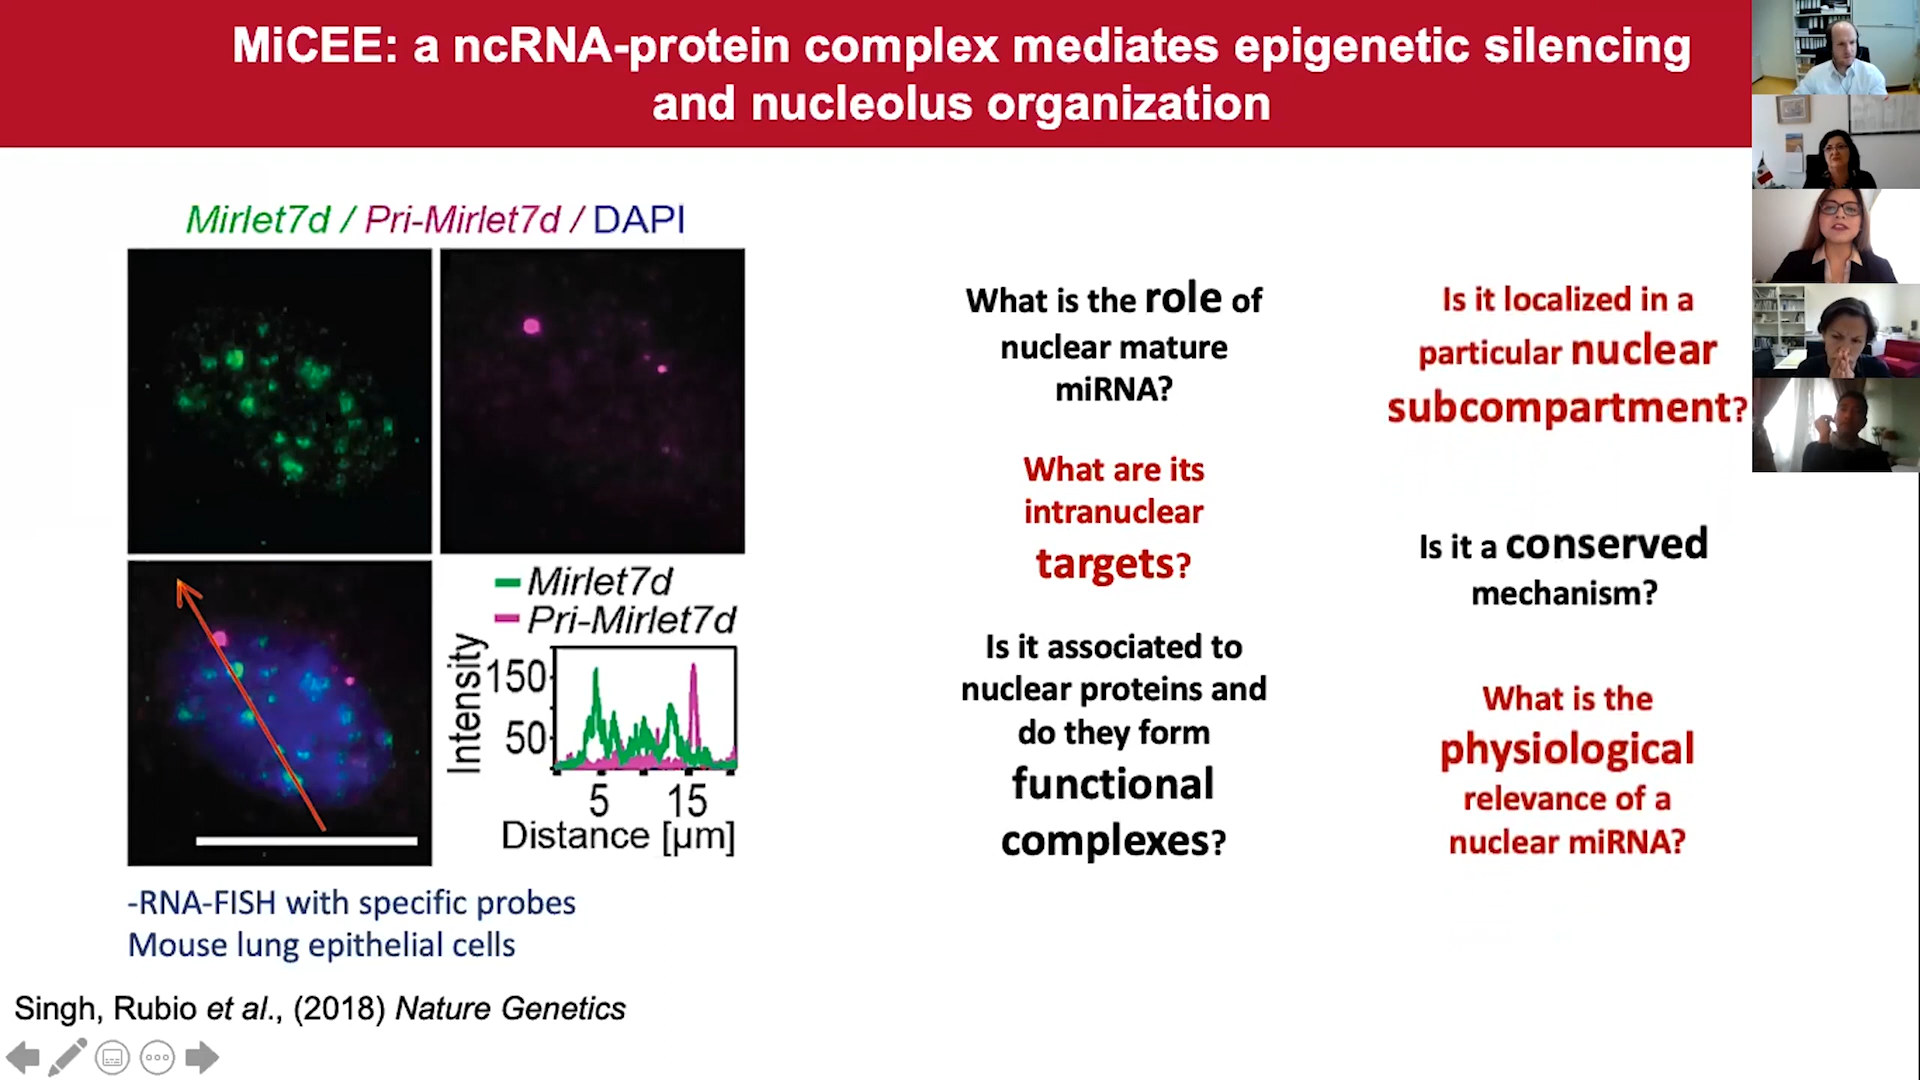 MiCEE: a ncRNA-protein complex mediates epigenetic silencing
and nucleolus organization
Mirlet7d / Pri-Mirlet7d / DAPI
Mirlet7d
Pri-Mirlet7d
Intensity
150
50
5 15
Distance [µm]
-RNA-FISH with specific probes
Mouse lung epithelial cells
What is the role of
nuclear mature
miRNA?
What are its
intranuclear
targets?
Is it associated to
nuclear proteins and
do they form
functional
complexes?
Is it localized in a
particular nuclear
subcompartment?
Is it a conserved
mechanism?
What is the
physiological
relevance of a
nuclear miRNA?
Singh, Rubio et al., (2018) Nature Genetics